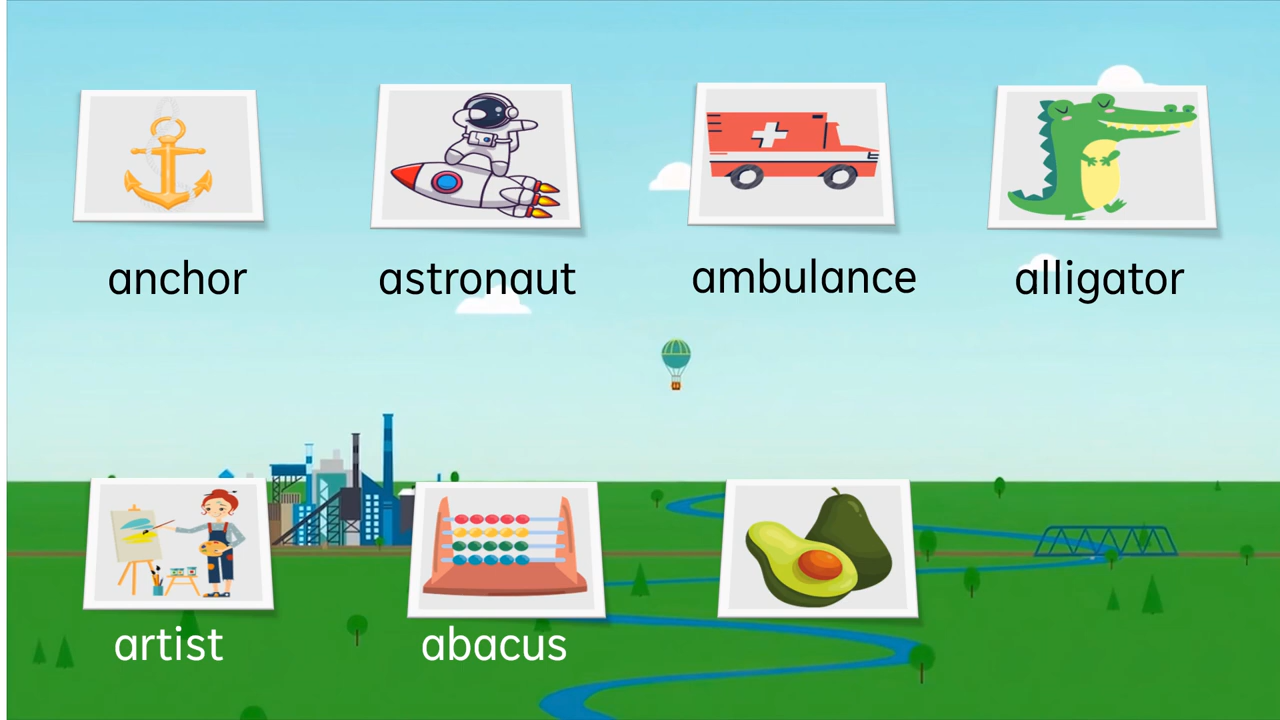 anchor
astronaut
ambulance
alligator
artist
abacus